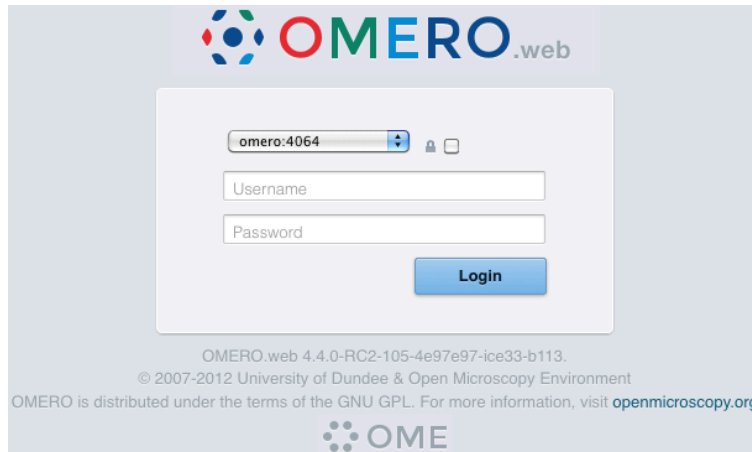 OMERO.web
omero:4064
Username
Password
Login
OMERO.web 4.4.0-RC2-105-4e97e97-ice33-b113.
© 2007-2012 University of Dundee & Open Microscopy Environment
OMERO is distributed under the terms of the GNU GPL. For more information, visit openmicroscopy.org
OME